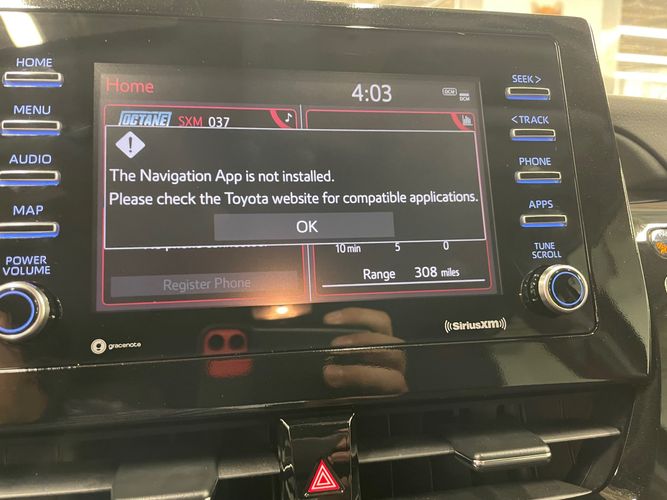 HOME
MENU
AUDIO
MAP
POWER
VOLUME
Home
4:03
DCM
DCM
OCTANE SXM 037
The Navigation App is not installed.
Please check the Toyota website for compatible applications.
OK
10 min 5 0
Register Phone
Range 308 miles
SEEK >
< TRACK
PHONE
APPS
TUNE
SCROLL
gracenote
((SiriusXM))